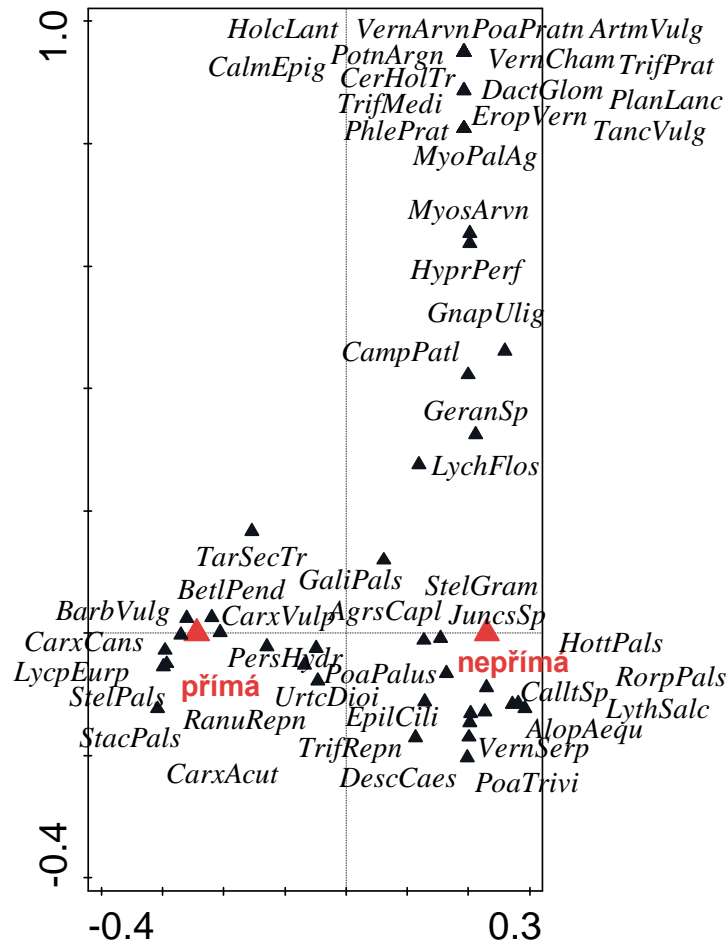 1.0
HolcLant VernArvn PoaPratn ArtmVulg
PotnArgn VernCham TrifPrat
CalmEpig CerHolTr
TrifMedi DactGlom PlanLanc
PhlePrat EropVern TancVulg
MyoPalAg
MyosArvn
HyprPerf
GnapUlig
CampPatl
GeranSp
LychFlos
TarSecTr
GaliPals StelGram
BetlPend
BarbVulg CarxVulp AgrsCapl JuncsSp
CarxCans PersHydr HottPals
nepřímá
LycpEurp PoaPalus RorpPals
přímá
StelPals UrtcDioi CalltSp LythSalc
RanuRepn EpilCili AlopAequ
StacPals TrifRepn VernSerp
CarxAcut DescCaes PoaTrivi
-0.4
-0.4 0.3